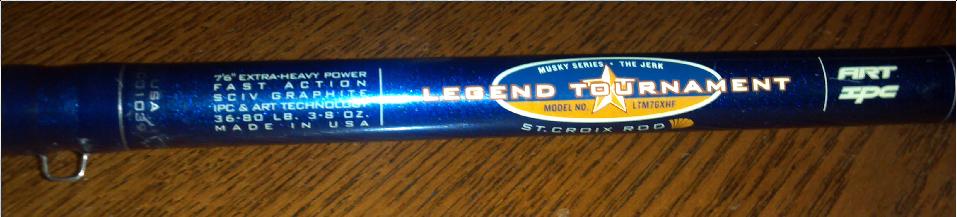 7'6" EXTRA-HEAVY POWER
FAST ACTION
SCIV GRAPHITE
IPC & ART TECHNOLOGY
36-80 LB. 3-8 OZ.
MADE IN USA
MUSKY SERIES • THE JERK
LEGEND TOURNAMENT
MODEL NO. LTM76XHF
ST. CROIX ROD
ART
IPC
USA